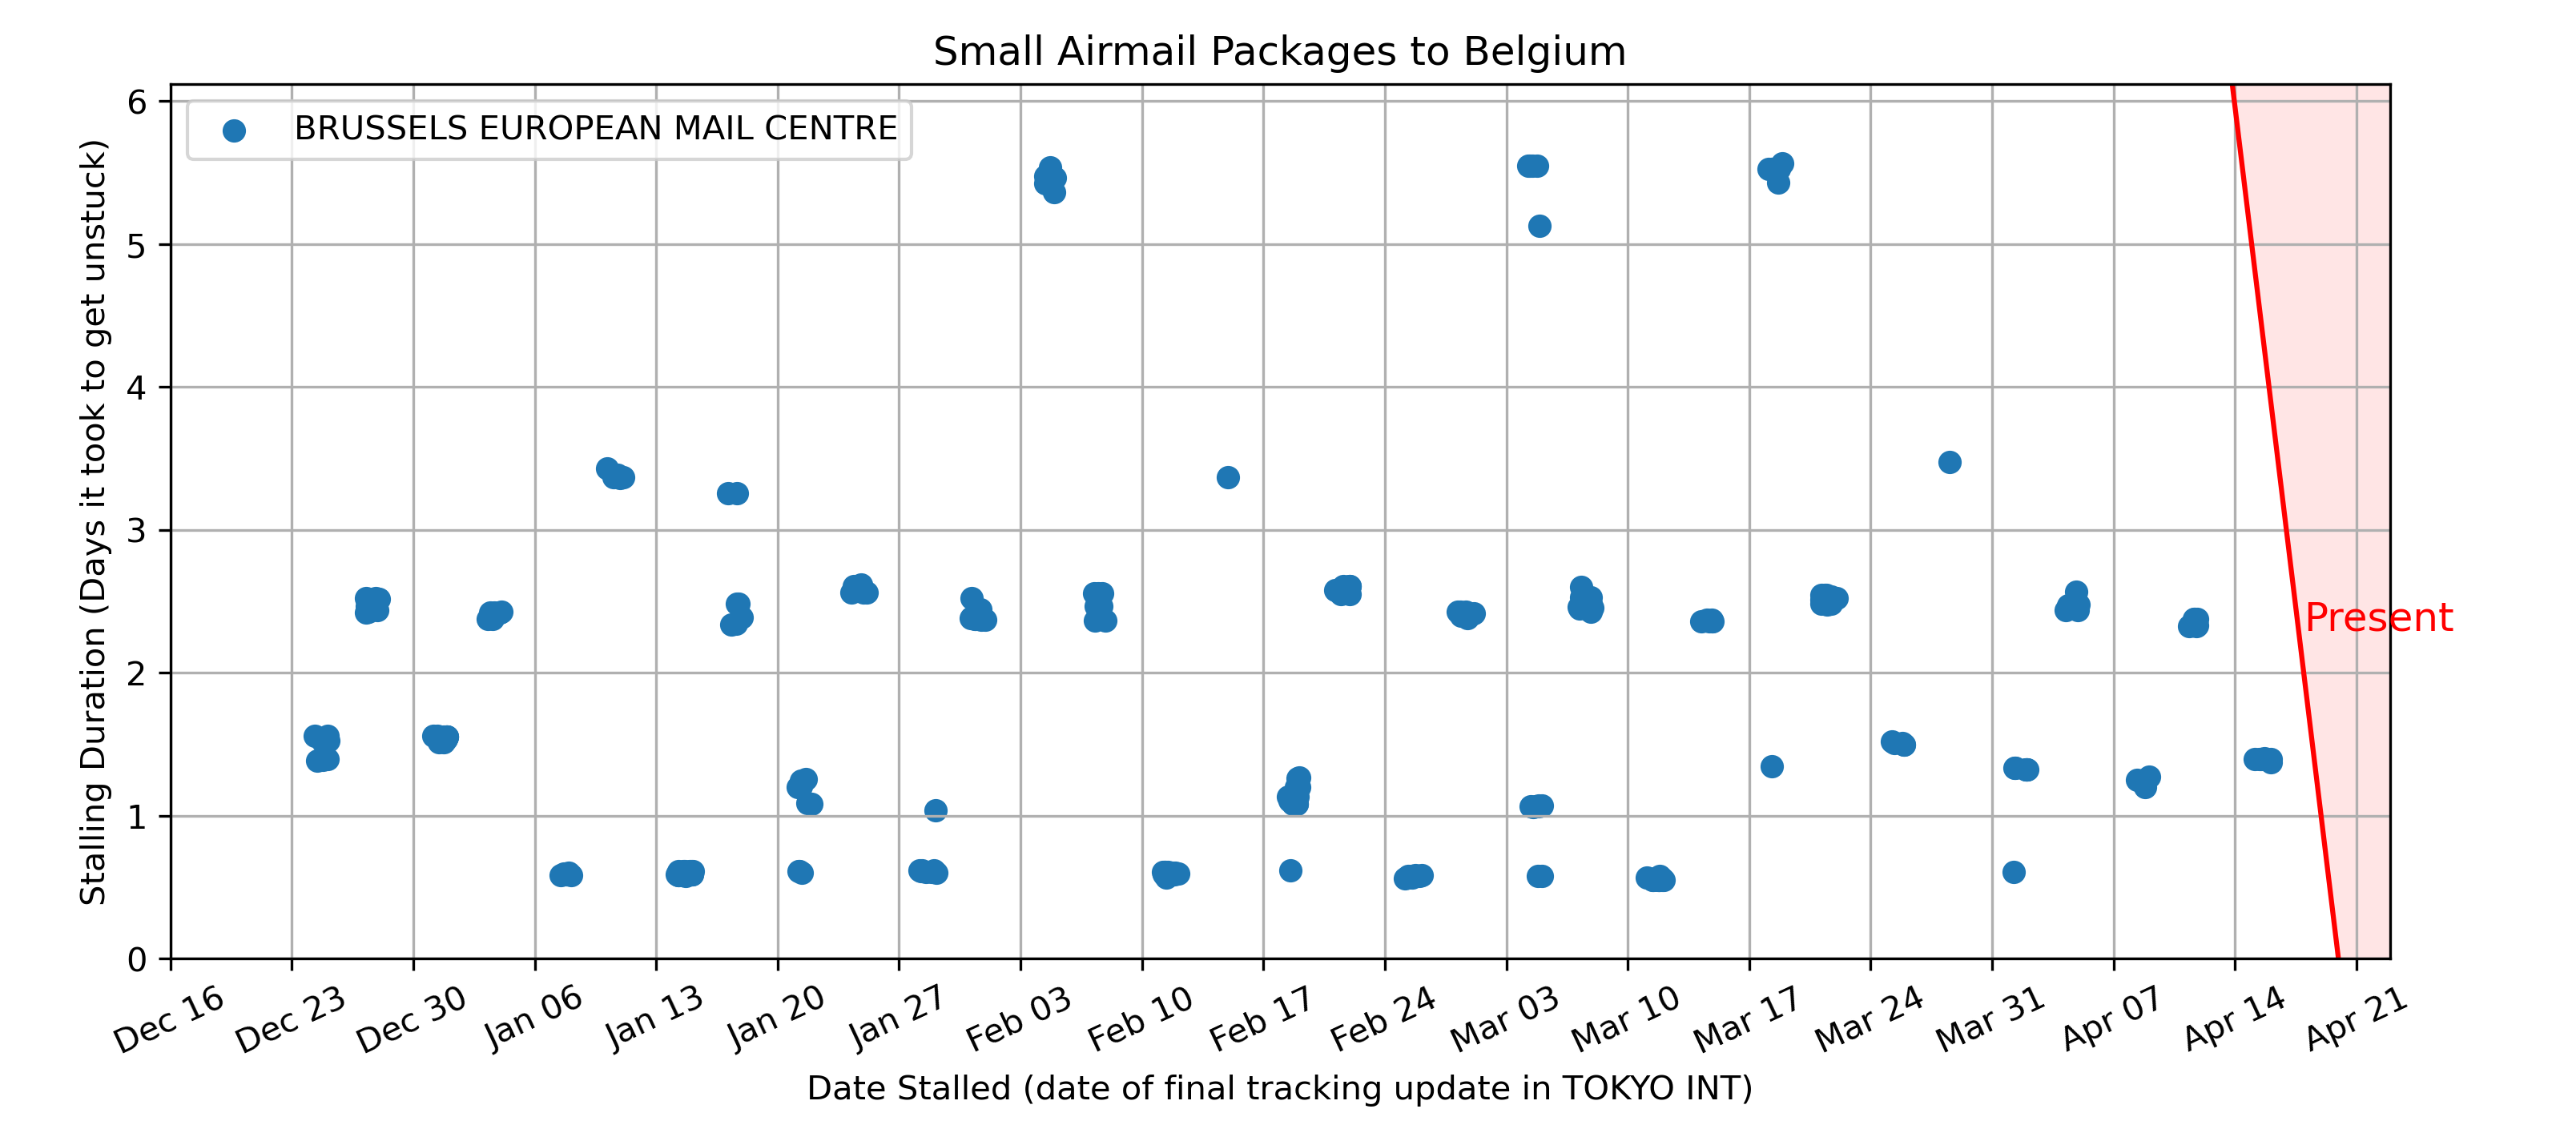 Small Airmail Packages to Belgium
BRUSSELS EUROPEAN MAIL CENTRE
Stalling Duration (Days it took to get unstuck)
6
5
4
3
2
1
0
Present
Dec 16 Dec 23 Dec 30 Jan 06 Jan 13 Jan 20 Jan 27 Feb 03 Feb 10 Feb 17 Feb 24 Mar 03 Mar 10 Mar 17 Mar 24 Mar 31 Apr 07 Apr 14 Apr 21
Date Stalled (date of final tracking update in TOKYO INT)